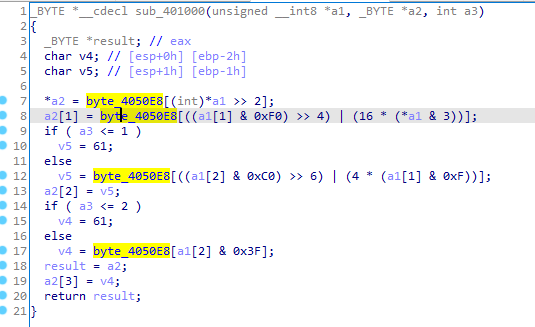 1 _BYTE *__cdecl sub_401000(unsigned __int8 *a1, _BYTE *a2, int a3)
2 {
3 _BYTE *result; // eax
4 char v4; // [esp+0h] [ebp-2h]
5 char v5; // [esp+1h] [ebp-1h]
6
7 *a2 = byte_4050E8[(int)*a1 >> 2];
8 a2[1] = byte_4050E8[((a1[1] & 0xF0) >> 4) | (16 * (*a1 & 3))];
9 if ( a3 <= 1 )
10 v5 = 61;
11 else
12 v5 = byte_4050E8[((a1[2] & 0xC0) >> 6) | (4 * (a1[1] & 0xF))];
13 a2[2] = v5;
14 if ( a3 <= 2 )
15 v4 = 61;
16 else
17 v4 = byte_4050E8[a1[2] & 0x3F];
18 result = a2;
19 a2[3] = v4;
20 return result;
21 }